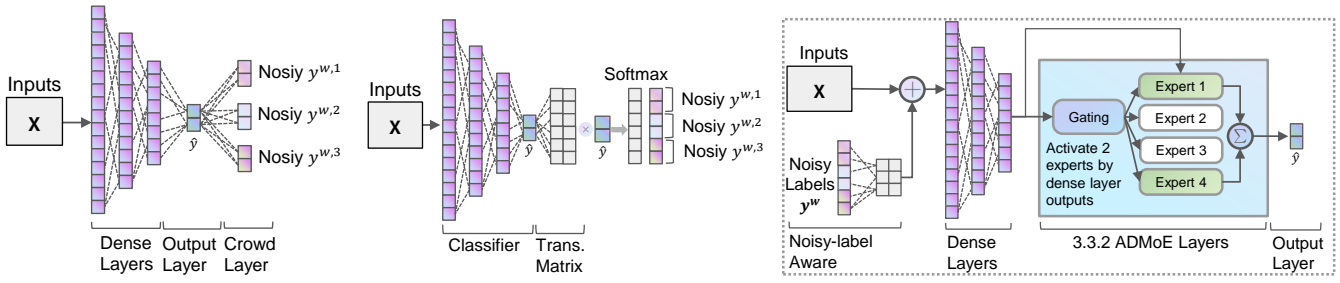 Inputs
X
Nosiy y^{w,1}
Nosiy y^{w,2}
Nosiy y^{w,3}
ŷ
Dense
Layers
Output
Layer
Crowd
Layer
Inputs
X
Softmax
Nosiy y^{w,1}
Nosiy y^{w,2}
Nosiy y^{w,3}
ŷ
×
ŷ
Classifier
Trans.
Matrix
Inputs
X
+
Noisy
Labels
y^w
Gating
Activate 2
experts by
dense layer
outputs
Expert 1
Expert 2
Expert 3
Expert 4
Σ
ŷ
Noisy-label
Aware
Dense
Layers
3.3.2 ADMoE Layers
Output
Layer